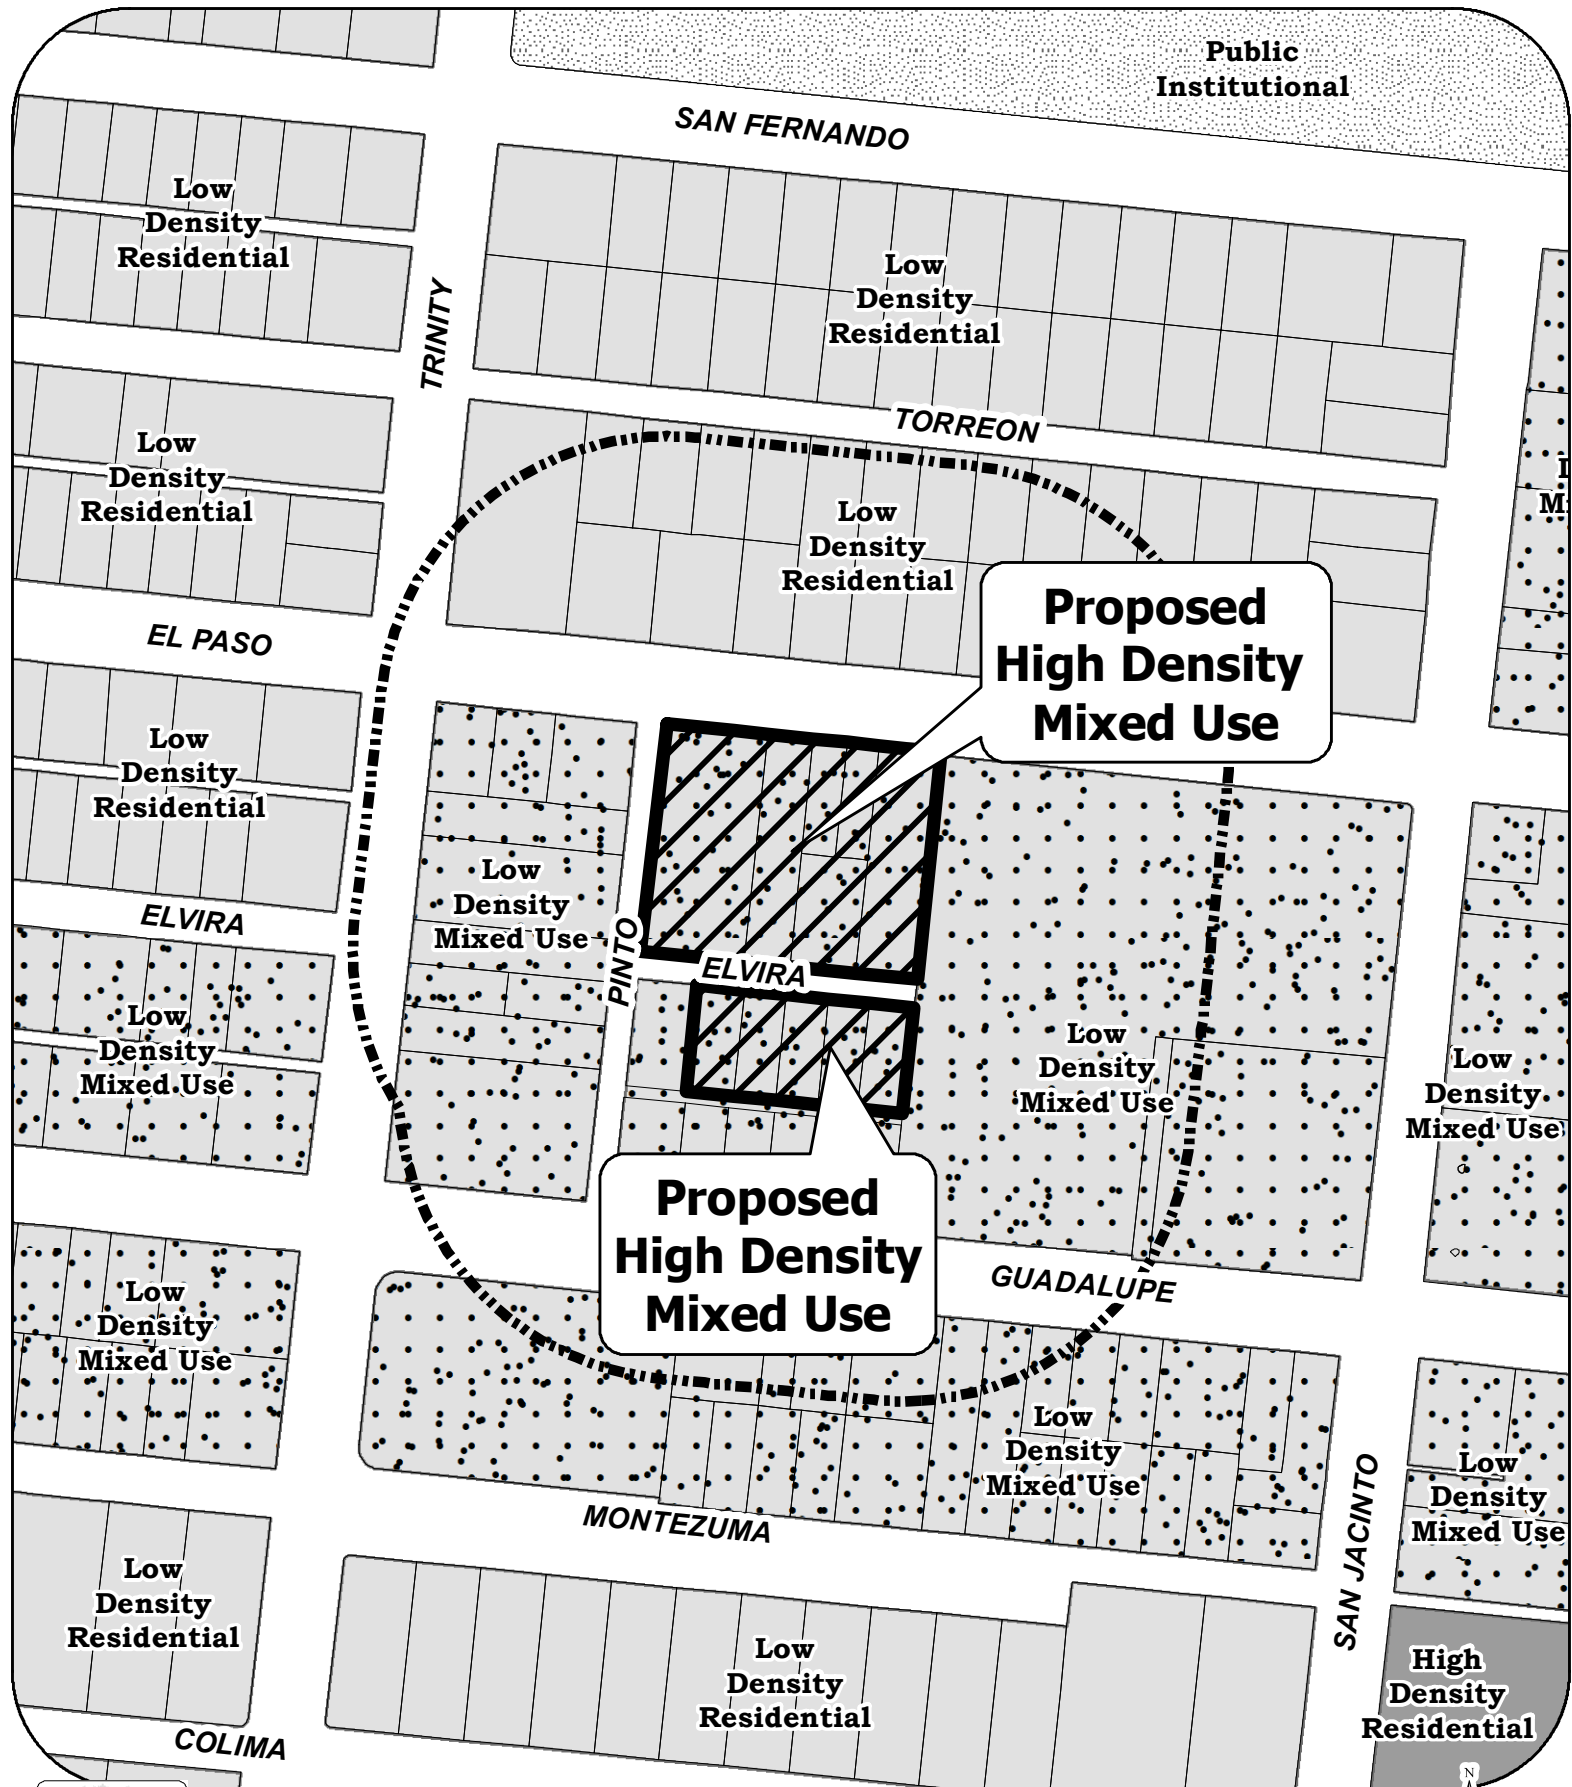 Public
Institutional
SAN FERNANDO
Low
Density
Residential
Low
Density
Residential
TRINITY
TORREON
Low
Density
Residential
Low
Density
Residential
Proposed
High Density
Mixed Use
EL PASO
Low
Density
Residential
Low
Density
Mixed Use
ELVIRA
PINTO
ELVIRA
Low
Density
Mixed Use
Low
Density
Mixed Use
Low
Density
Mixed Use
Proposed
High Density
Mixed Use
GUADALUPE
Low
Density
Mixed Use
Low
Density
Mixed Use
Low
Density
Mixed Use
MONTEZUMA
SAN JACINTO
Low
Density
Residential
Low
Density
Residential
High
Density
Residential
COLIMA
N